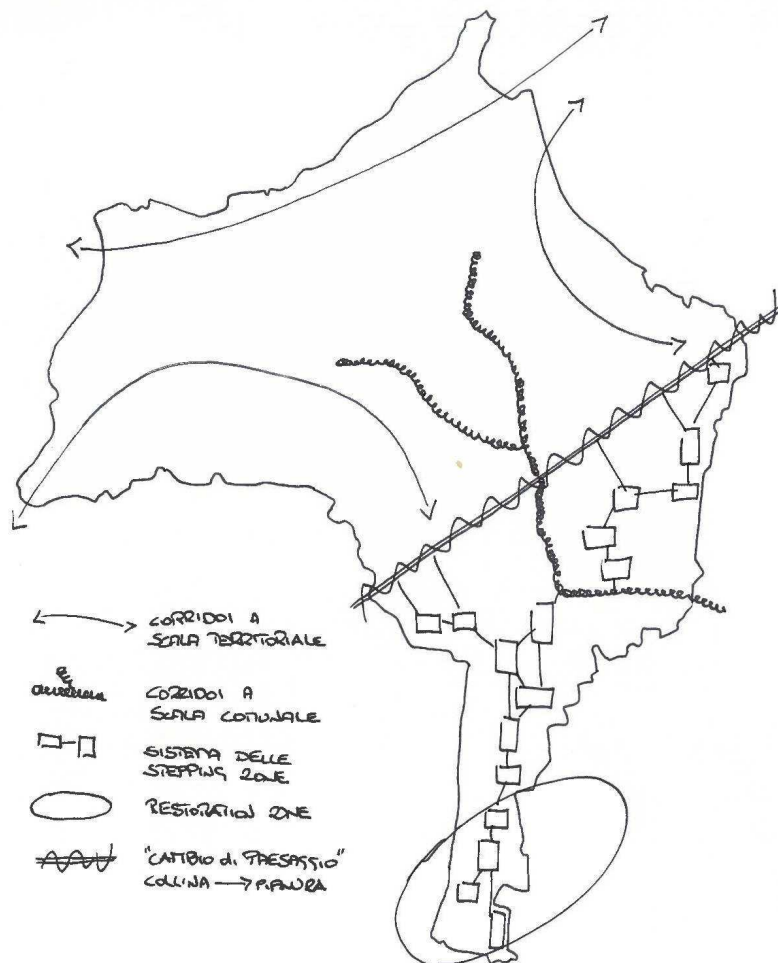 CORRIDOI A
SCALA TERRITORIALE
CORRIDOI A
SCALA COMUNALE
SISTEMA DELLE
STEPPING ZONE
RESTORATION ZONE
"CAMBIO di PAESAGGIO"
COLLINA → PIANURA